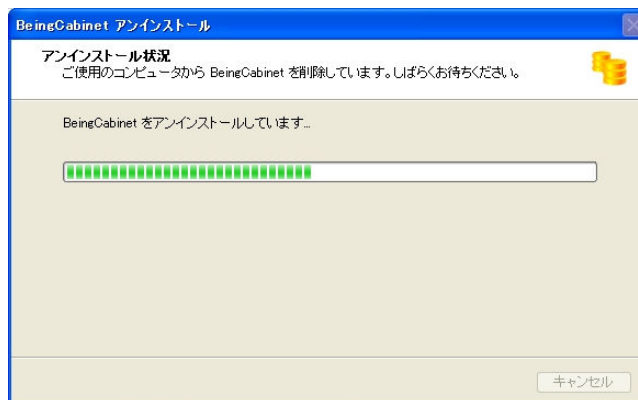 BeingCabinet アンインストール
アンインストール状況
ご使用のコンピュータから BeingCabinet を削除しています。しばらくお待ちください。
BeingCabinet をアンインストールしています...
キャンセル